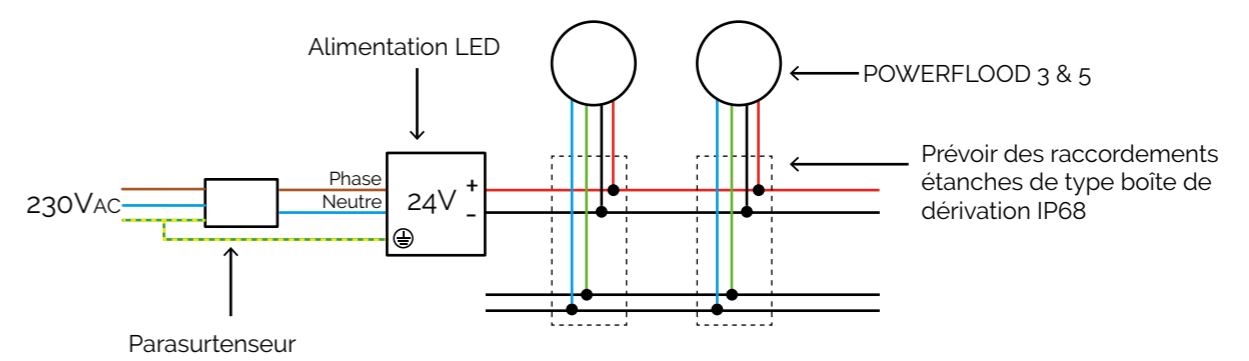 Alimentation LED
POWERFLOOD 3 & 5
Prévoir des raccordements
étanches de type boîte de
dérivation IP68
230VAC
Phase
Neutre
24V
+
-
Parasurtenseur